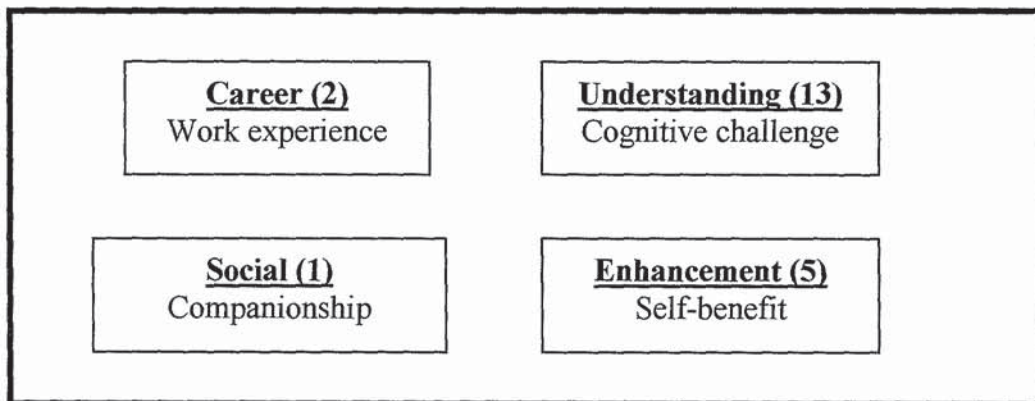 Career (2)
Work experience
Understanding (13)
Cognitive challenge
Social (1)
Companionship
Enhancement (5)
Self-benefit